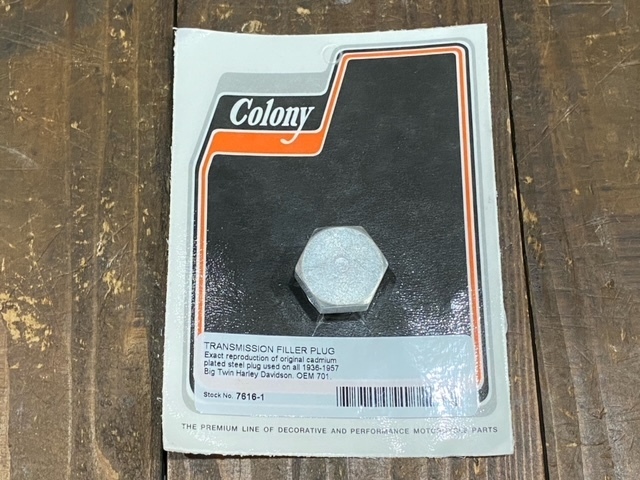 Colony
TRANSMISSION FILLER PLUG
Exact reproduction of original cadmium
plated steel plug used on all 1936-1957
Big Twin Harley Davidson. OEM 701.
Stock No. 7616-1
THE PREMIUM LINE OF DECORATIVE AND PERFORMANCE MOTORCYCLE PARTS